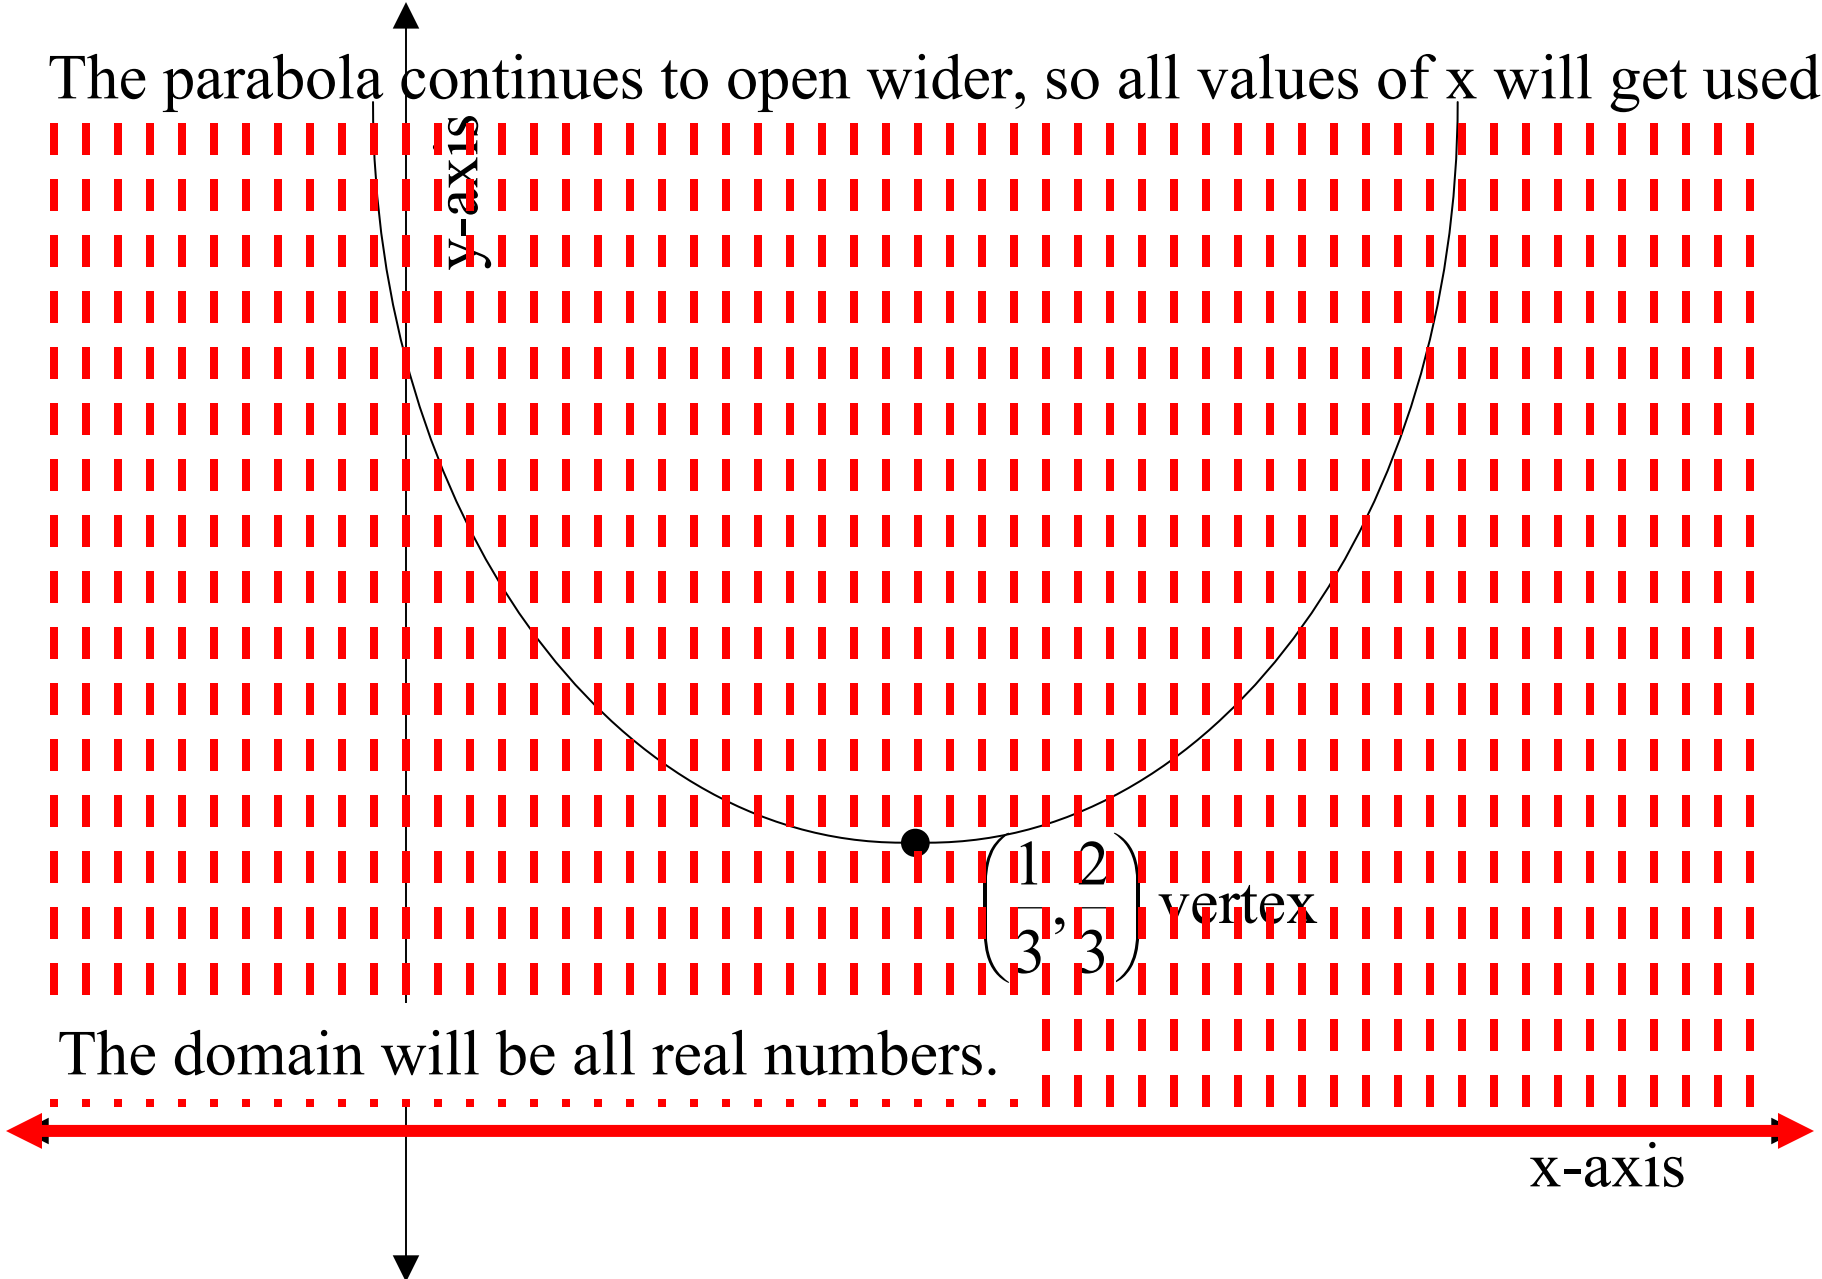 The parabola continues to open wider, so all values of x will get used
y-axis
(1/3, 2/3) vertex
The domain will be all real numbers.
x-axis